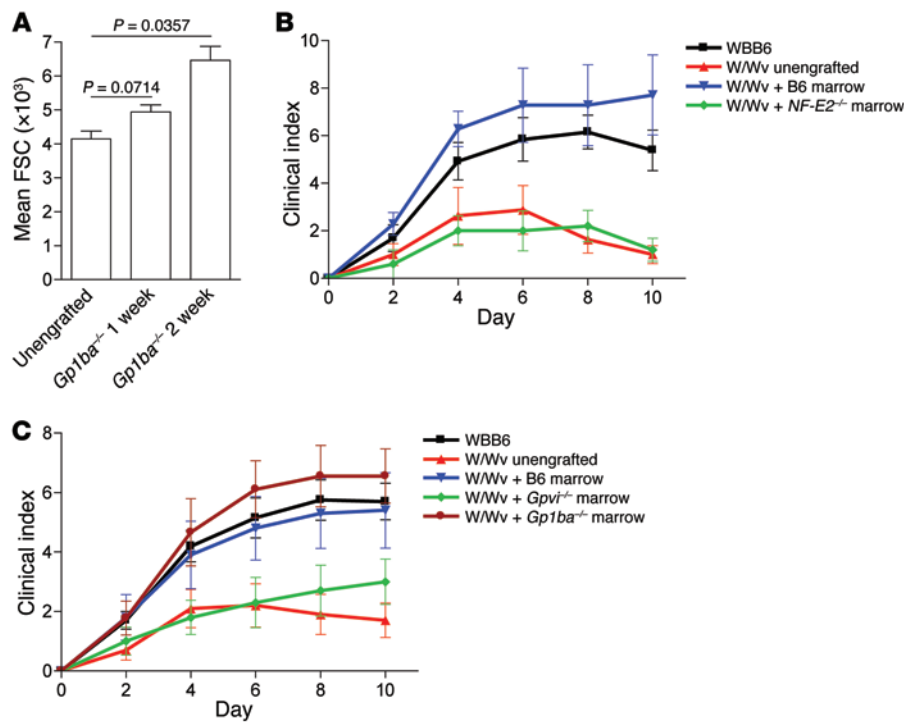 A
P = 0.0357
P = 0.0714
Mean FSC (×10³)
7
6
5
4
3
2
1
0
Unengrafted
Gp1ba⁻/⁻ 1 week
Gp1ba⁻/⁻ 2 week
B
Clinical index
10
8
6
4
2
0
0 2 4 6 8 10
Day
WBB6
W/Wv unengrafted
W/Wv + B6 marrow
W/Wv + NF-E2⁻/⁻ marrow
C
Clinical index
8
6
4
2
0
0 2 4 6 8 10
Day
WBB6
W/Wv unengrafted
W/Wv + B6 marrow
W/Wv + Gpvi⁻/⁻ marrow
W/Wv + Gp1ba⁻/⁻ marrow